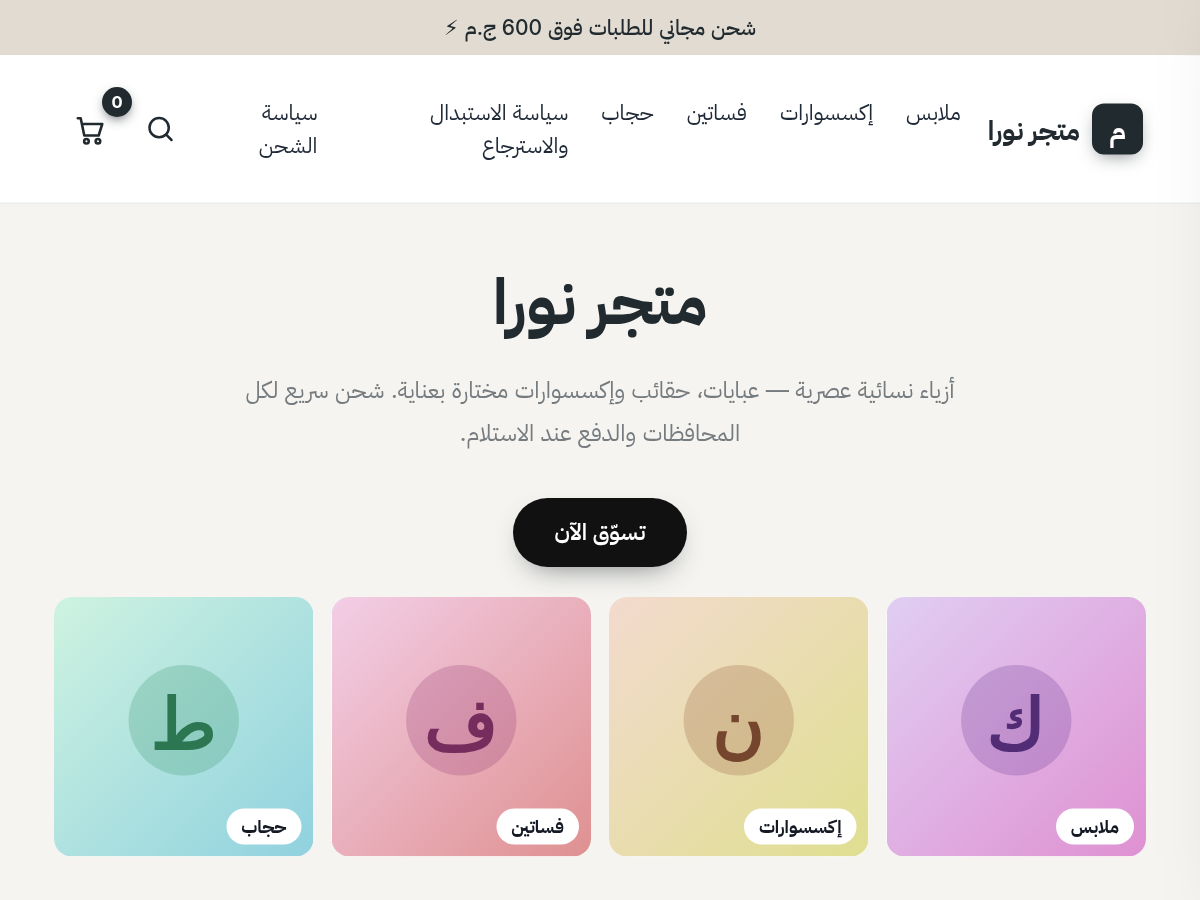 شحن مجاني للطلبات فوق 600 ج.م ⚡
م
متجر نورا
ملابس
إكسسوارات
فساتين
حجاب
سياسة الاستبدال
والاسترجاع
سياسة
الشحن
0
متجر نورا
أزياء نسائية عصرية — عبايات، حقائب وإكسسوارات مختارة بعناية. شحن سريع لكل
المحافظات والدفع عند الاستلام.
تسوّق الآن
ك
ملابس
ن
إكسسوارات
ف
فساتين
ط
حجاب